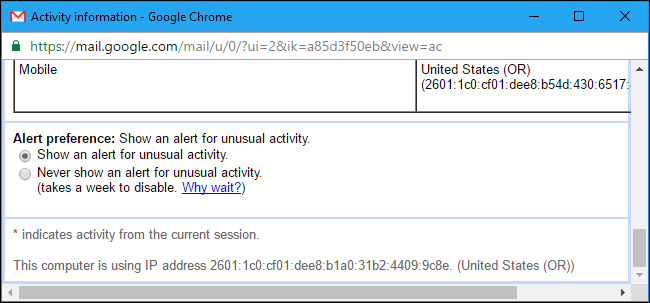 Activity information - Google Chrome
https://mail.google.com/mail/u/0/?ui=2&ik=a85d3f50eb&view=ac
Mobile
United States (OR)
(2601:1c0:cf01:dee8:b54d:430:6517:
Alert preference: Show an alert for unusual activity.
Show an alert for unusual activity.
Never show an alert for unusual activity.
(takes a week to disable. Why wait?)
* indicates activity from the current session.
This computer is using IP address 2601:1c0:cf01:dee8:b1a0:31b2:4409:9c8e. (United States (OR))